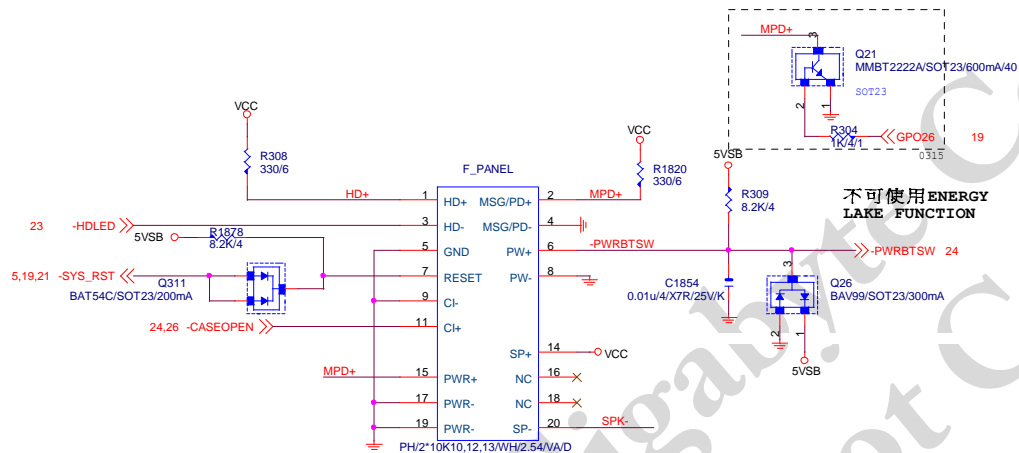 MPD+
3
Q21
MMBT2222A/SOT23/600mA/40
SOT23
2
1
R304
1K/4/1
GPO26
19
0315
VCC
R308
330/6
F_PANEL
VCC
R1820
330/6
5VSB
R309
8.2K/4
不可使用ENERGY
LAKE FUNCTION
HD+
1
HD+
MSG/PD+
2
MPD+
23
-HDLED
3
HD-
MSG/PD-
4
5VSB
R1878
8.2K/4
5
GND
PW+
6
-PWRBTSW
-PWRBTSW
24
5,19,21
-SYS_RST
Q311
BAT54C/SOT23/200mA
7
RESET
PW-
8
9
CI-
C1854
0.01u/4/X7R/25V/K
3
Q26
BAV99/SOT23/300mA
2
1
5VSB
24,26
-CASEOPEN
11
CI+
SP+
14
VCC
MPD+
15
PWR+
NC
16
17
PWR-
NC
18
19
PWR-
SP-
20
SPK-
PH/2*10K10,12,13/WH/2.54/VA/D
Gigabyte C
ot C